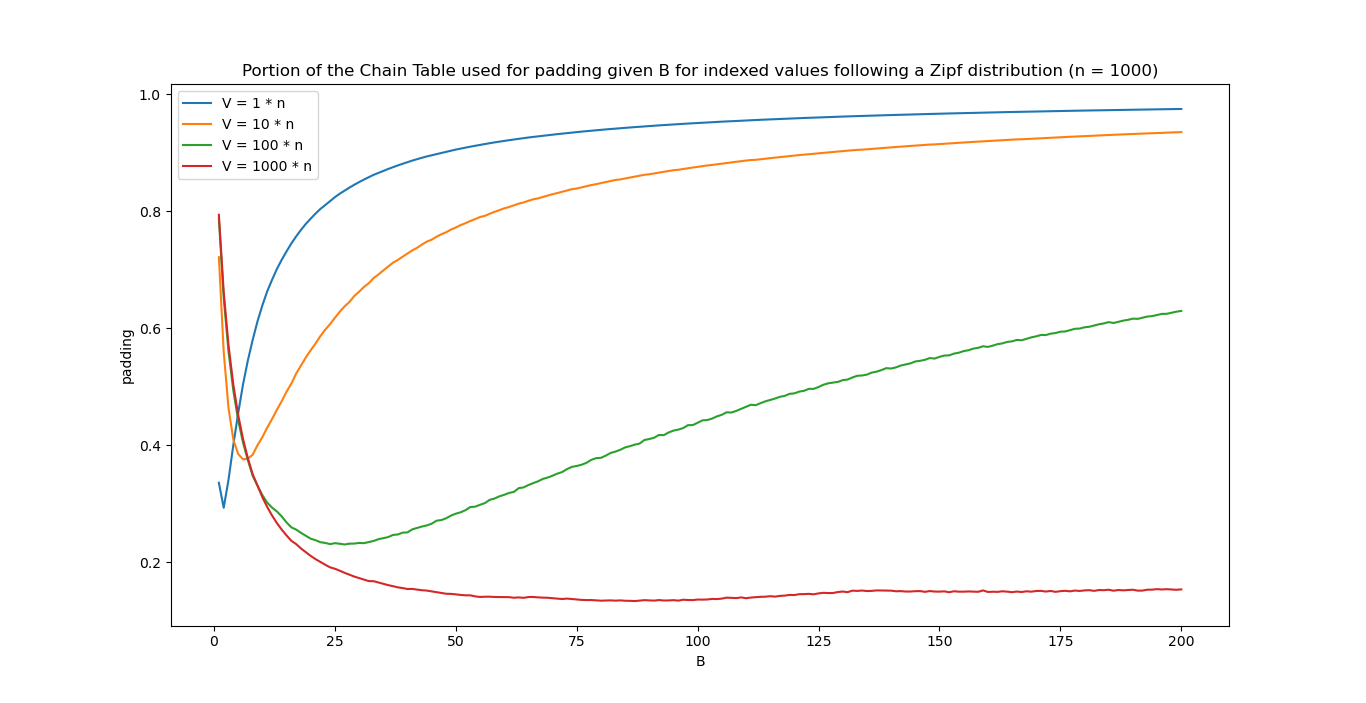 Portion of the Chain Table used for padding given B for indexed values following a Zipf distribution (n = 1000)
V = 1 * n
V = 10 * n
V = 100 * n
V = 1000 * n
1.0
0.8
0.6
0.4
0.2
padding
0 25 50 75 100 125 150 175 200
B